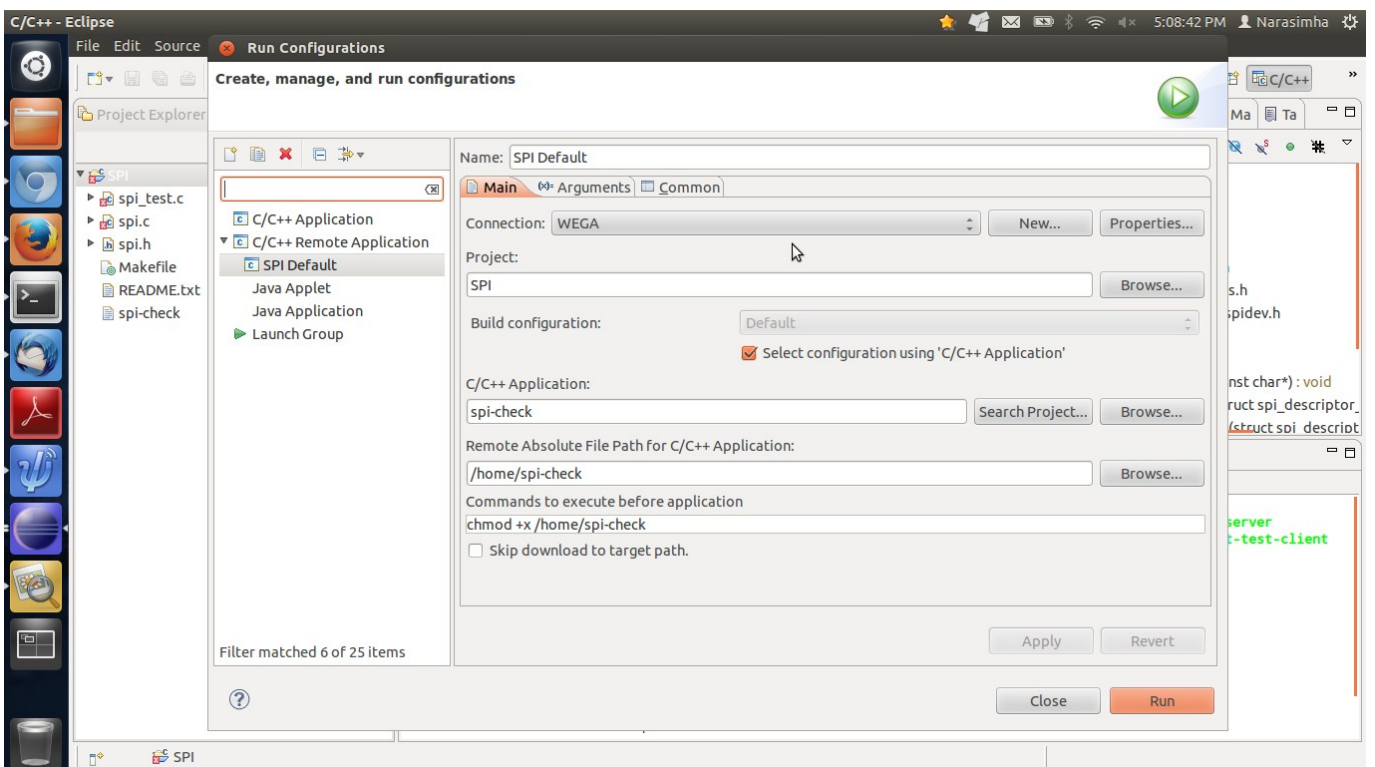 C/C++ - Eclipse
5:08:42 PM Narasimha
File Edit Source
Run Configurations
Create, manage, and run configurations
C/C++
»
Project Explorer
Ma Ta
Name: SPI Default
SPI
spi_test.c
spi.c
spi.h
Makefile
README.txt
spi-check
C/C++ Application
C/C++ Remote Application
SPI Default
Java Applet
Java Application
Launch Group
Filter matched 6 of 25 items
Main Arguments Common
Connection: WEGA New... Properties...
Project:
SPI Browse...
Build configuration: Default
Select configuration using 'C/C++ Application'
C/C++ Application:
spi-check Search Project... Browse...
Remote Absolute File Path for C/C++ Application:
/home/spi-check Browse...
Commands to execute before application
chmod +x /home/spi-check
Skip download to target path.
Apply Revert
Close Run
s.h
spidev.h
nst char*) : void
ruct spi_descriptor_
(struct spi_descript
server
t-test-client
SPI